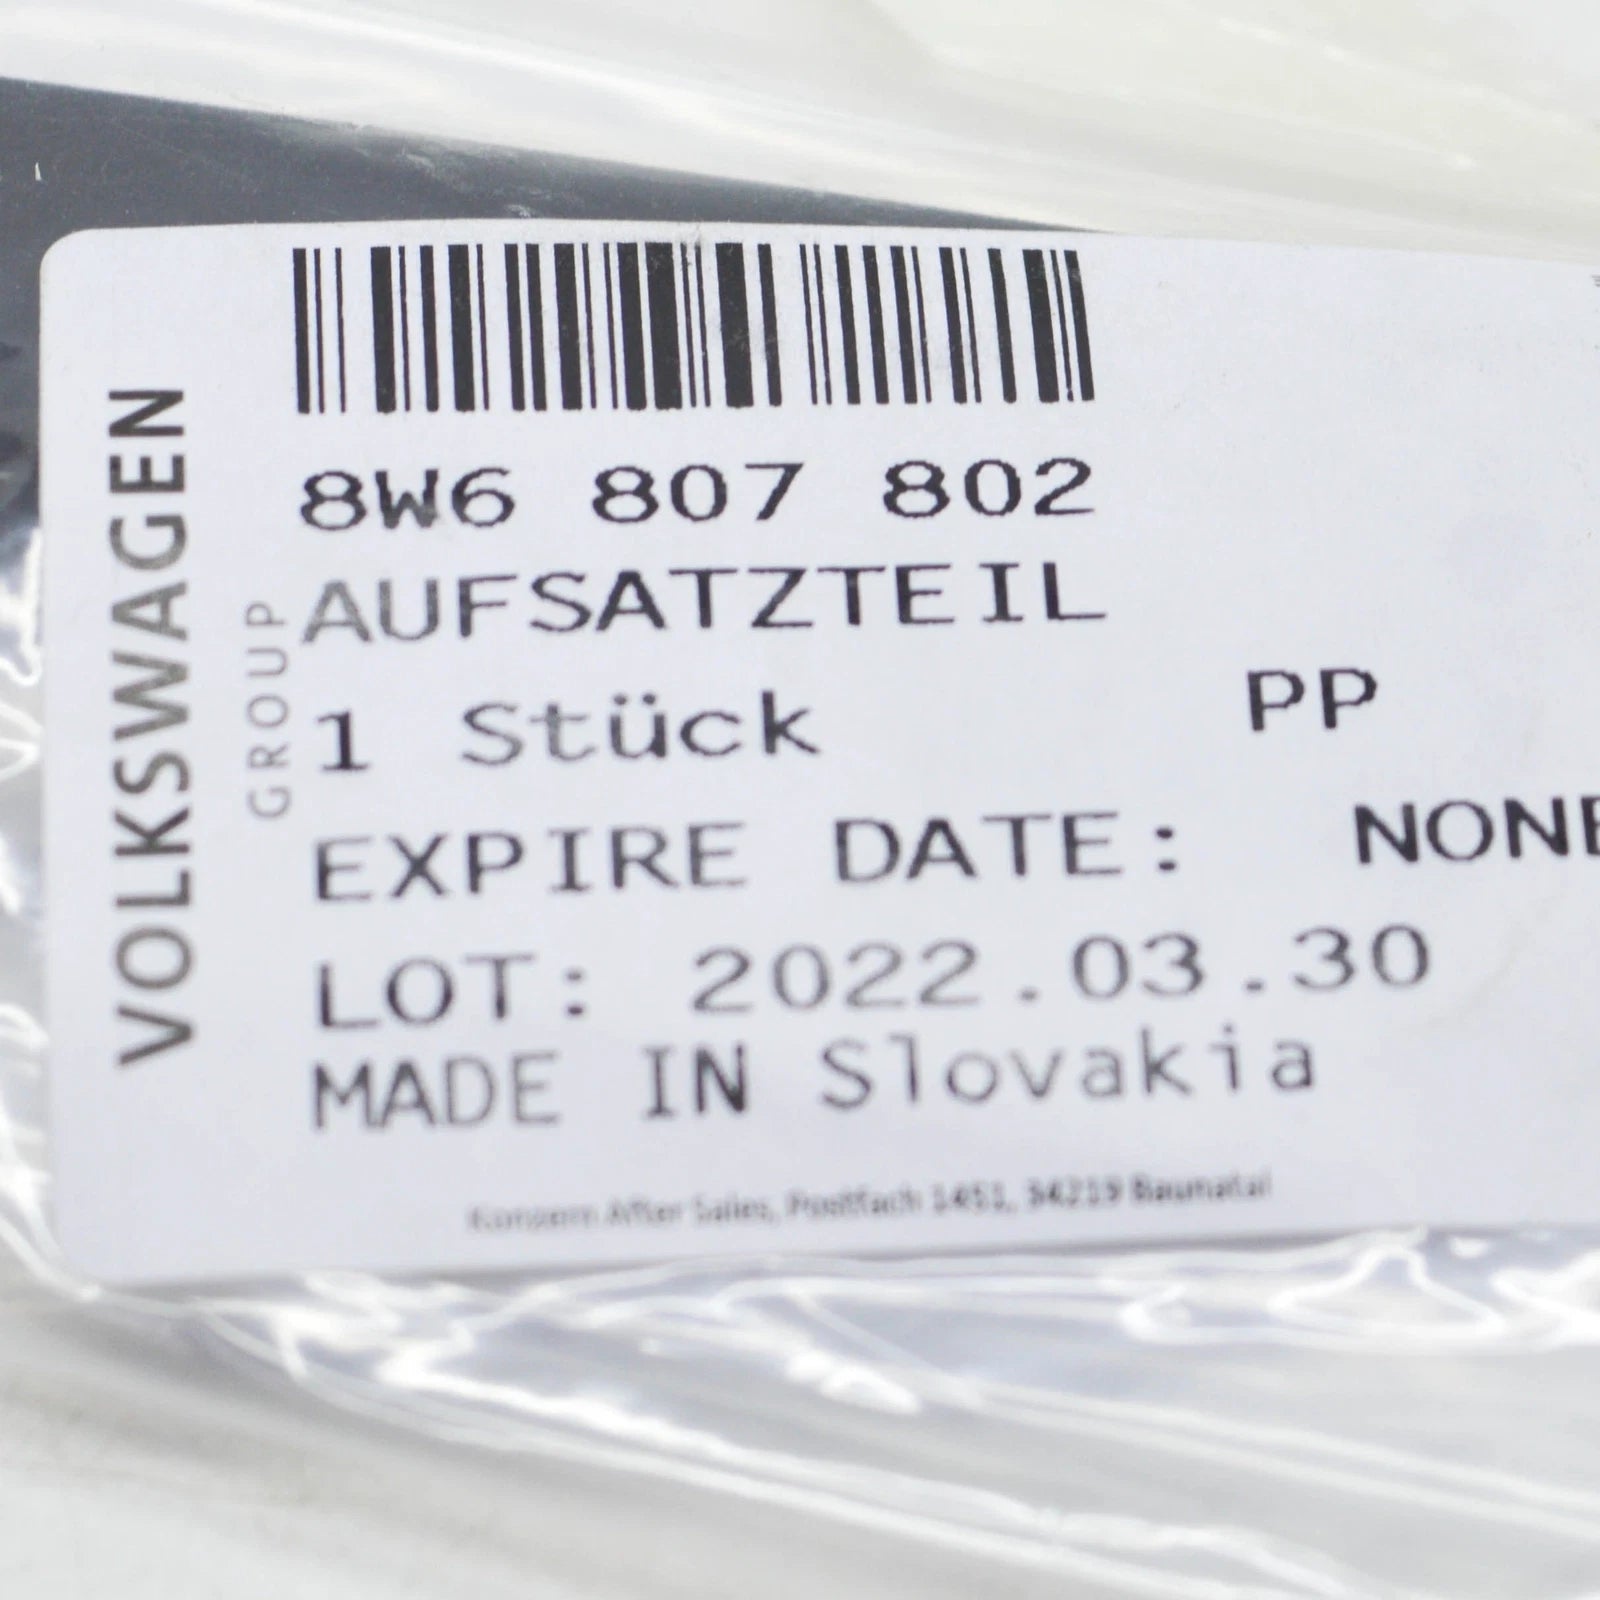 VOLKSWAGEN
GROUP
8W6 807 802
AUFSATZTEIL
1 Stück PP
EXPIRE DATE: NONE
LOT: 2022.03.30
MADE IN Slovakia
Konzern After Sales, Postfach 1451, 34219 Baunatal